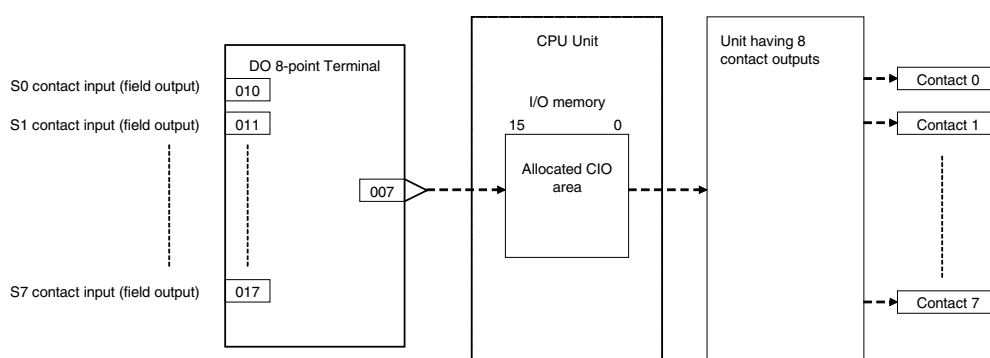 CPU Unit
Unit having 8
contact outputs
DO 8-point Terminal
S0 contact input (field output)
010
Contact 0
I/O memory
S1 contact input (field output)
011
15
0
Contact 1
Allocated CIO
area
007
S7 contact input (field output)
017
Contact 7